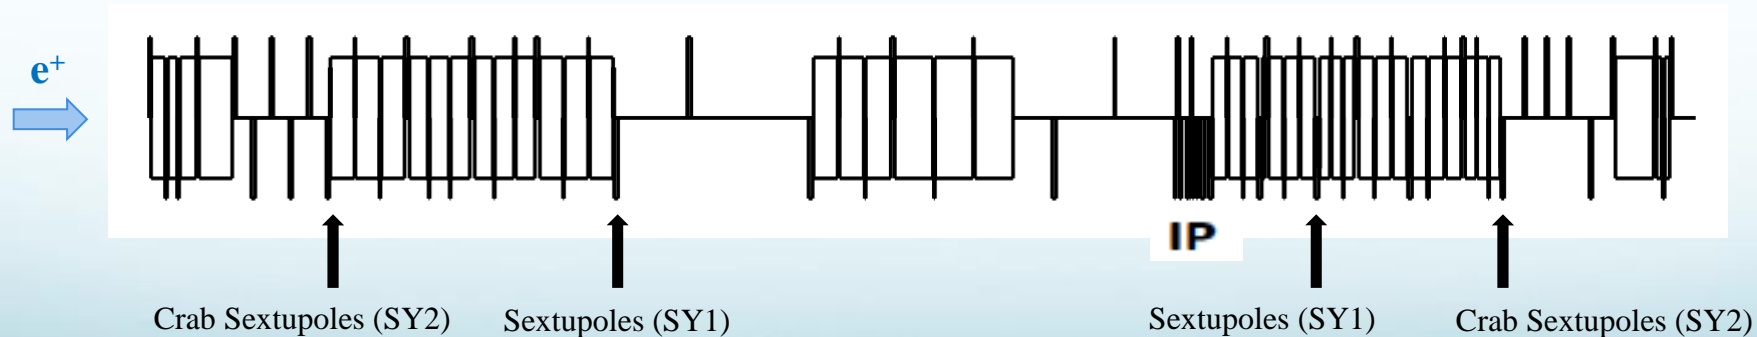 e⁺
IP
Crab Sextupoles (SY2)
Sextupoles (SY1)
Sextupoles (SY1)
Crab Sextupoles (SY2)